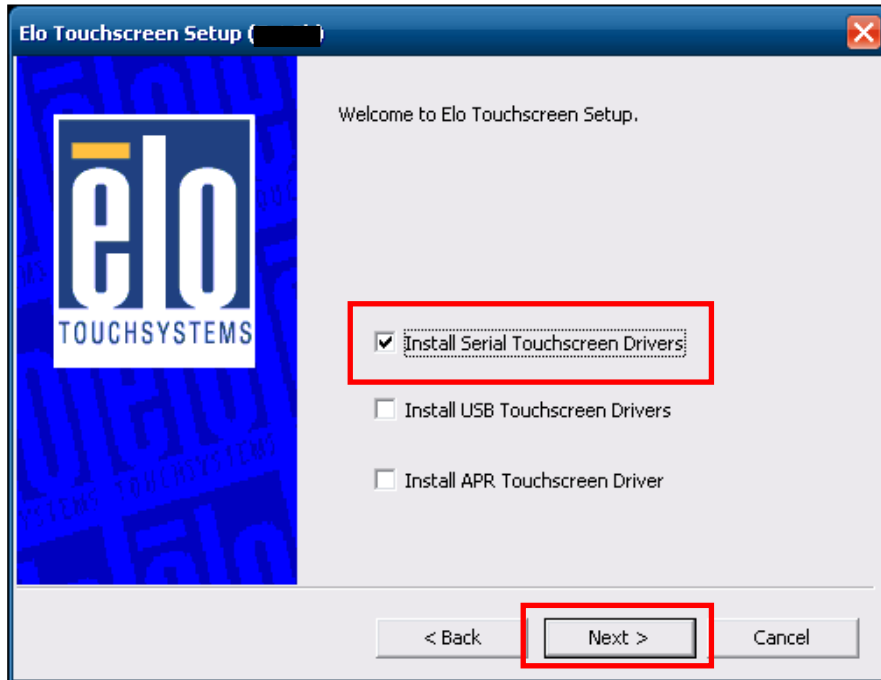 Elo Touchscreen Setup ( )
Welcome to Elo Touchscreen Setup.
ēlo
TOUCHSYSTEMS
Install Serial Touchscreen Drivers
Install USB Touchscreen Drivers
Install APR Touchscreen Driver
< Back
Next >
Cancel